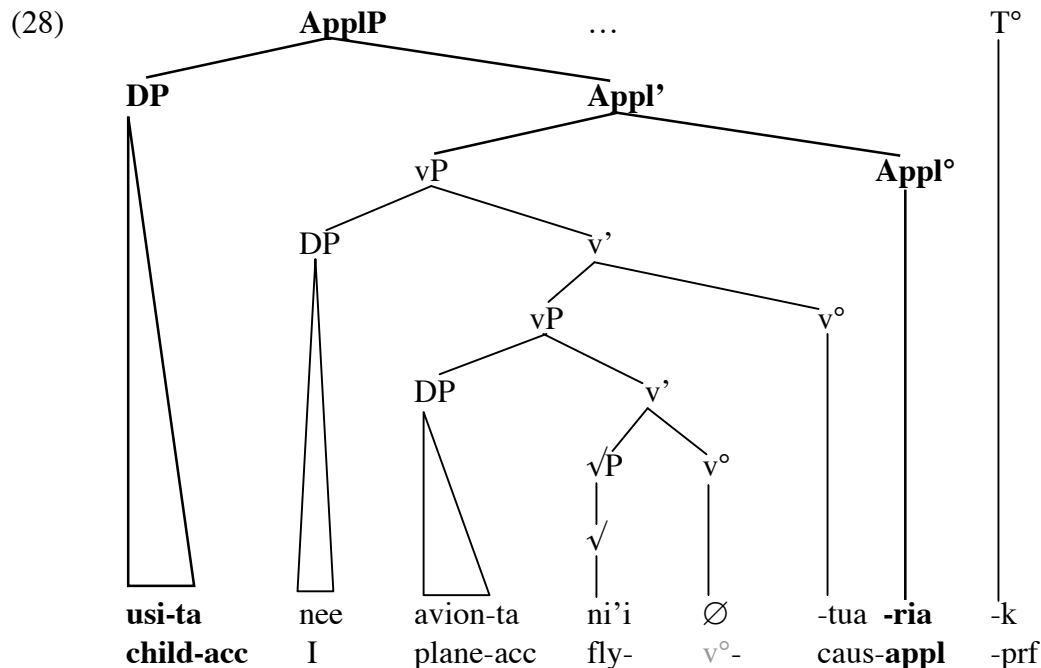 (28) ApplP … T°
DP Appl’
vP Appl°
DP v’
vP v°
DP v’
√P v°
√
usi-ta nee avion-ta ni’i ∅ -tua -ria -k
child-acc I plane-acc fly- v°- caus-appl -prf